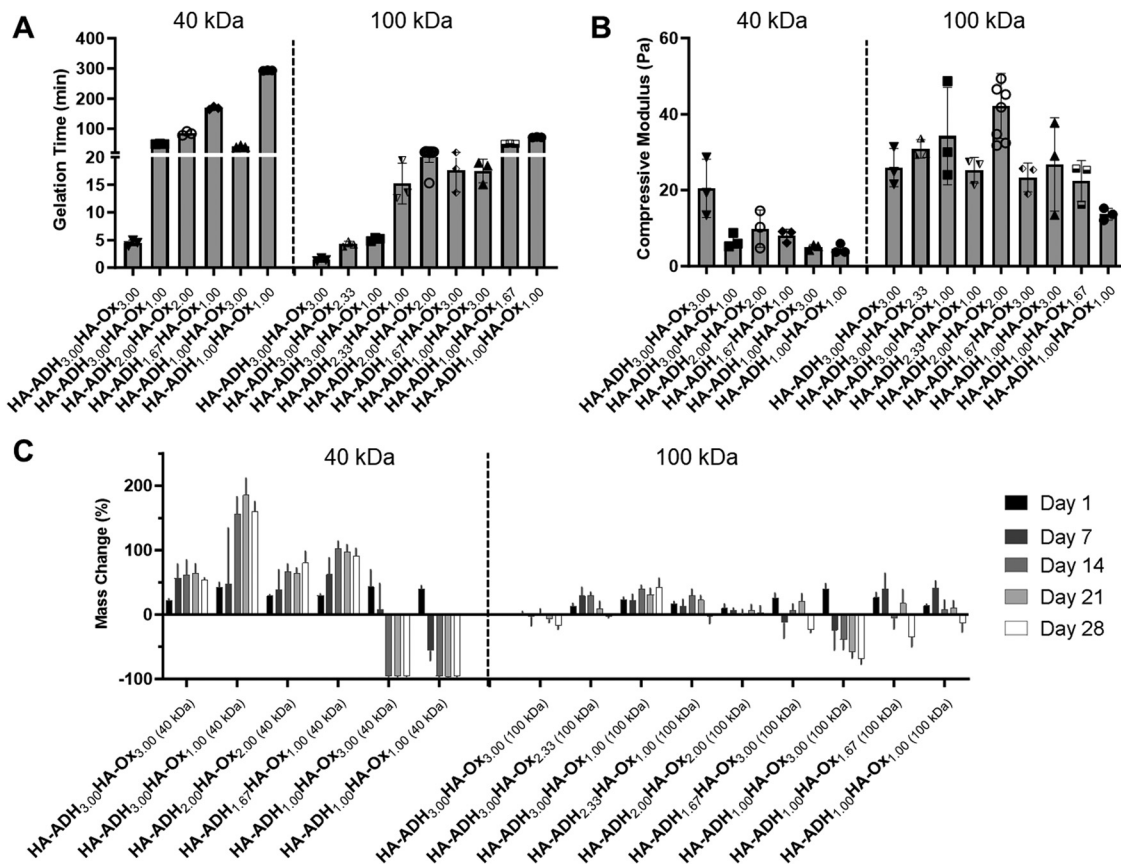 A
40 kDa
100 kDa
Gelation Time (min)
400
300
200
100
20
15
10
5
0
HA-ADH3.00HA-Ox3.00
HA-ADH3.00HA-Ox1.00
HA-ADH2.00HA-Ox2.00
HA-ADH1.67HA-Ox1.00
HA-ADH1.00HA-Ox3.00
HA-ADH1.00HA-Ox1.00
HA-ADH3.00HA-Ox3.00
HA-ADH3.00HA-Ox2.33
HA-ADH3.00HA-Ox1.00
HA-ADH2.33HA-Ox1.00
HA-ADH2.00HA-Ox2.00
HA-ADH1.67HA-Ox3.00
HA-ADH1.00HA-Ox3.00
HA-ADH1.00HA-Ox1.67
HA-ADH1.00HA-Ox1.00
B
40 kDa
100 kDa
Compressive Modulus (Pa)
60
40
20
0
HA-ADH3.00HA-Ox3.00
HA-ADH3.00HA-Ox1.00
HA-ADH2.00HA-Ox2.00
HA-ADH1.67HA-Ox1.00
HA-ADH1.00HA-Ox3.00
HA-ADH1.00HA-Ox1.00
HA-ADH3.00HA-Ox3.00
HA-ADH3.00HA-Ox2.33
HA-ADH3.00HA-Ox1.00
HA-ADH2.33HA-Ox1.00
HA-ADH2.00HA-Ox2.00
HA-ADH1.67HA-Ox3.00
HA-ADH1.00HA-Ox3.00
HA-ADH1.00HA-Ox1.67
HA-ADH1.00HA-Ox1.00
C
40 kDa
100 kDa
Mass Change (%)
200
100
0
-100
Day 1
Day 7
Day 14
Day 21
Day 28
HA-ADH3.00HA-Ox3.00 (40 kDa)
HA-ADH3.00HA-Ox1.00 (40 kDa)
HA-ADH2.00HA-Ox2.00 (40 kDa)
HA-ADH1.67HA-Ox1.00 (40 kDa)
HA-ADH1.00HA-Ox3.00 (40 kDa)
HA-ADH1.00HA-Ox1.00 (40 kDa)
HA-ADH3.00HA-Ox3.00 (100 kDa)
HA-ADH3.00HA-Ox2.33 (100 kDa)
HA-ADH3.00HA-Ox1.00 (100 kDa)
HA-ADH2.33HA-Ox1.00 (100 kDa)
HA-ADH2.00HA-Ox2.00 (100 kDa)
HA-ADH1.67HA-Ox3.00 (100 kDa)
HA-ADH1.00HA-Ox3.00 (100 kDa)
HA-ADH1.00HA-Ox1.67 (100 kDa)
HA-ADH1.00HA-Ox1.00 (100 kDa)